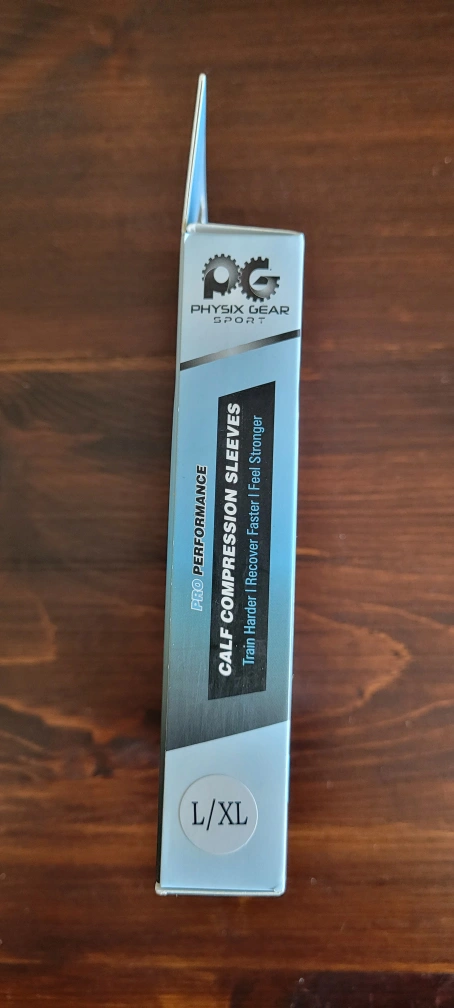 PG
PHYSIX GEAR
SPORT
PRO PERFORMANCE
CALF COMPRESSION SLEEVES
Train Harder | Recover Faster | Feel Stronger
L/XL